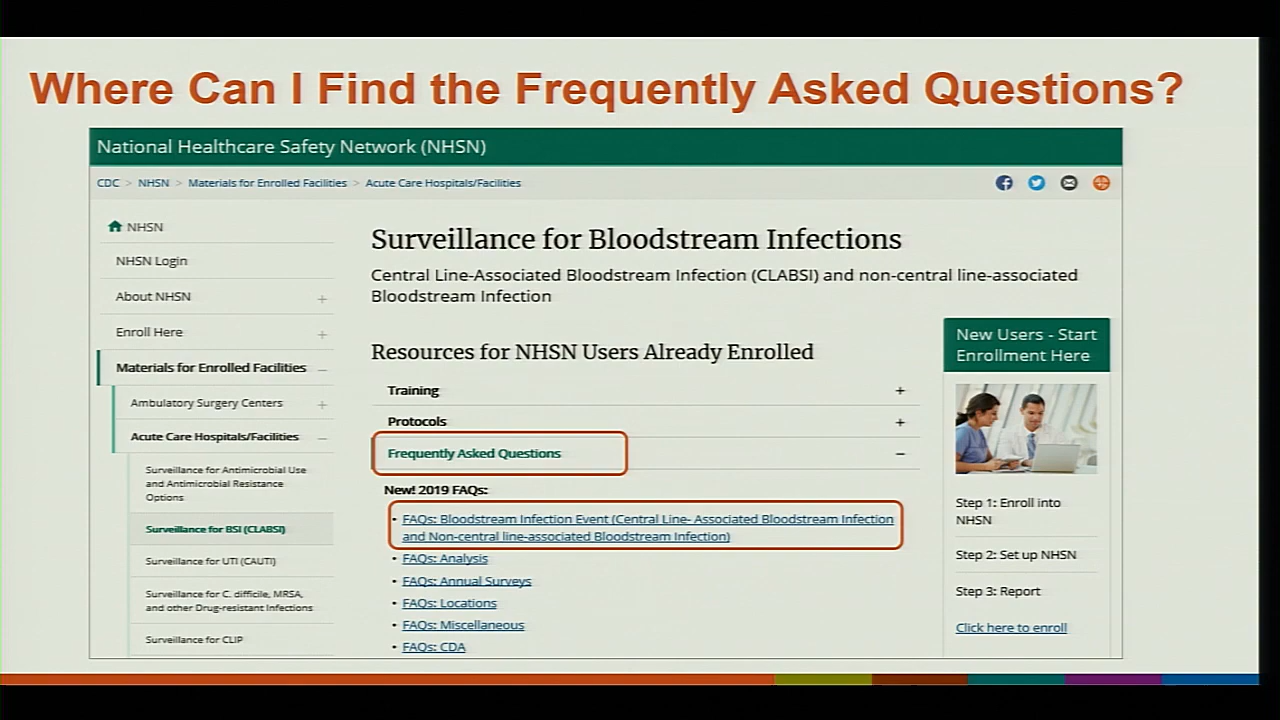 Where Can I Find the Frequently Asked Questions?
National Healthcare Safety Network (NHSN)
CDC > NHSN > Materials for Enrolled Facilities > Acute Care Hospitals/Facilities
NHSN
NHSN Login
About NHSN +
Enroll Here +
Materials for Enrolled Facilities −
Ambulatory Surgery Centers +
Acute Care Hospitals/Facilities −
Surveillance for Antimicrobial Use
and Antimicrobial Resistance
Options
Surveillance for BSI (CLABSI)
Surveillance for UTI (CAUTI)
Surveillance for C. difficile, MRSA,
and other Drug-resistant Infections
Surveillance for CLIP
Surveillance for Bloodstream Infections
Central Line-Associated Bloodstream Infection (CLABSI) and non-central line-associated
Bloodstream Infection
Resources for NHSN Users Already Enrolled
Training +
Protocols +
Frequently Asked Questions −
New! 2019 FAQs:
• FAQs: Bloodstream Infection Event (Central Line- Associated Bloodstream Infection
and Non-central line-associated Bloodstream Infection)
• FAQs: Analysis
• FAQs: Annual Surveys
• FAQs: Locations
• FAQs: Miscellaneous
• FAQs: CDA
New Users - Start
Enrollment Here
Step 1: Enroll into
NHSN
Step 2: Set up NHSN
Step 3: Report
Click here to enroll